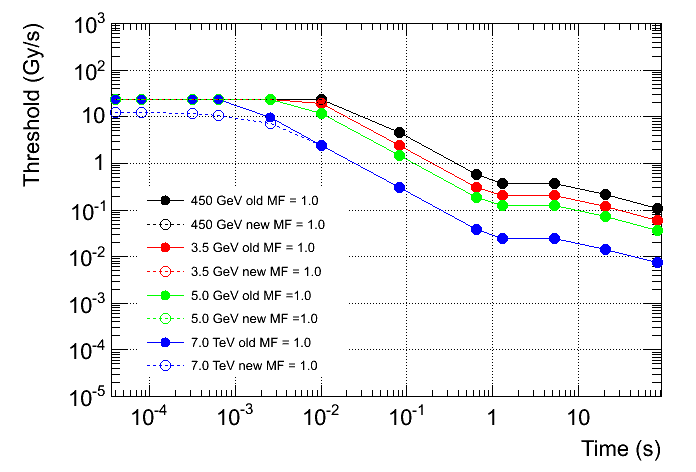 Threshold (Gy/s)
10^3
10^2
10
1
10^-1
10^-2
10^-3
10^-4
10^-5
450 GeV old MF = 1.0
450 GeV new MF = 1.0
3.5 GeV old MF = 1.0
3.5 GeV new MF = 1.0
5.0 GeV old MF =1.0
5.0 GeV new MF =1.0
7.0 TeV old MF = 1.0
7.0 TeV new MF = 1.0
10^-4 10^-3 10^-2 10^-1 1 10
Time (s)